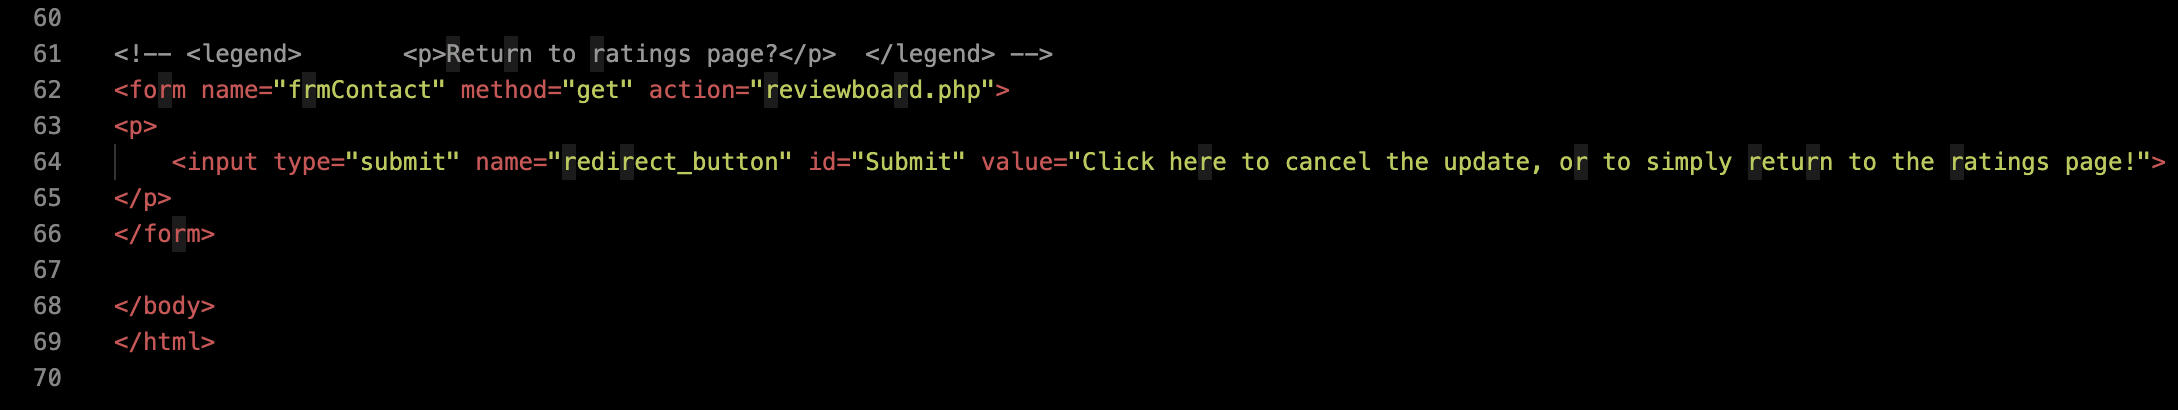 60
61 <!-- <legend>       <p>Return to ratings page?</p>  </legend> -->
62 <form name="frmContact" method="get" action="reviewboard.php">
63 <p>
64     <input type="submit" name="redirect_button" id="Submit" value="Click here to cancel the update, or to simply return to the ratings page!">
65 </p>
66 </form>
67
68 </body>
69 </html>
70